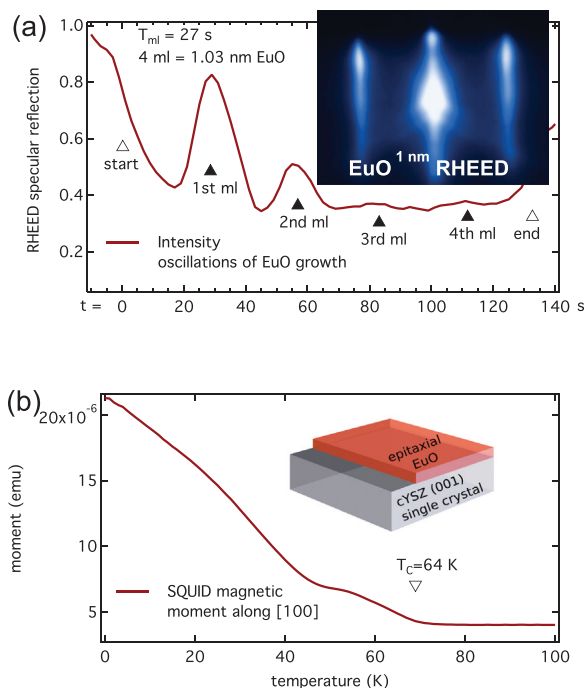 (a)
T_ml = 27 s
4 ml = 1.03 nm EuO
1.0
0.8
0.6
0.4
0.2
RHEED specular reflection
start
1st ml
2nd ml
3rd ml
4th ml
end
EuO 1 nm RHEED
Intensity
oscillations of EuO growth
t = 0 20 40 60 80 100 120 140 s
(b)
20x10⁻⁶
15
10
5
moment (emu)
epitaxial
EuO
cYSZ (001)
single crystal
T_C=64 K
SQUID magnetic
moment along [100]
0 20 40 60 80 100
temperature (K)